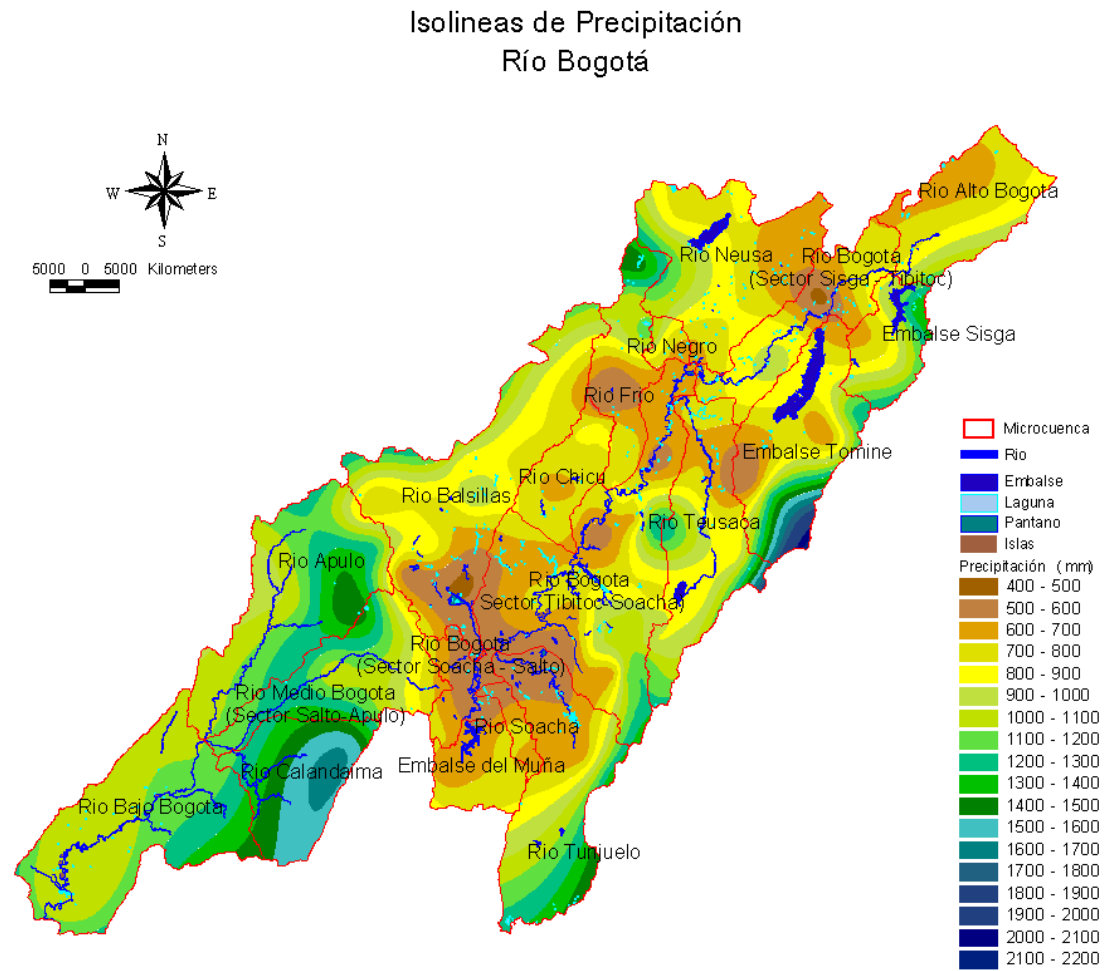 Isolineas de Precipitación
Río Bogotá
N
W
E
S
5000 0 5000 Kilometers
Rio Alto Bogota
Rio Neusa
Rio Bogota
(Sector Sisga - Tibitoc)
Embalse Sisga
Rio Negro
Rio Frio
Embalse Tomine
Rio Chicu
Rio Balsillas
Rio Teusaca
Rio Apulo
Rio Bogota
Sector Tibitoc-Soacha)
Rio Bogota
(Sector Soacha - Salto)
Rio Medio Bogota
(Sector Salto-Apulo)
Rio Soacha
Rio Calandaima
Embalse del Muña
Rio Bajo Bogota
Rio Tunjuelo
Microcuenca
Rio
Embalse
Laguna
Pantano
Islas
Precipitación (mm)
400 - 500
500 - 600
600 - 700
700 - 800
800 - 900
900 - 1000
1000 - 1100
1100 - 1200
1200 - 1300
1300 - 1400
1400 - 1500
1500 - 1600
1600 - 1700
1700 - 1800
1800 - 1900
1900 - 2000
2000 - 2100
2100 - 2200